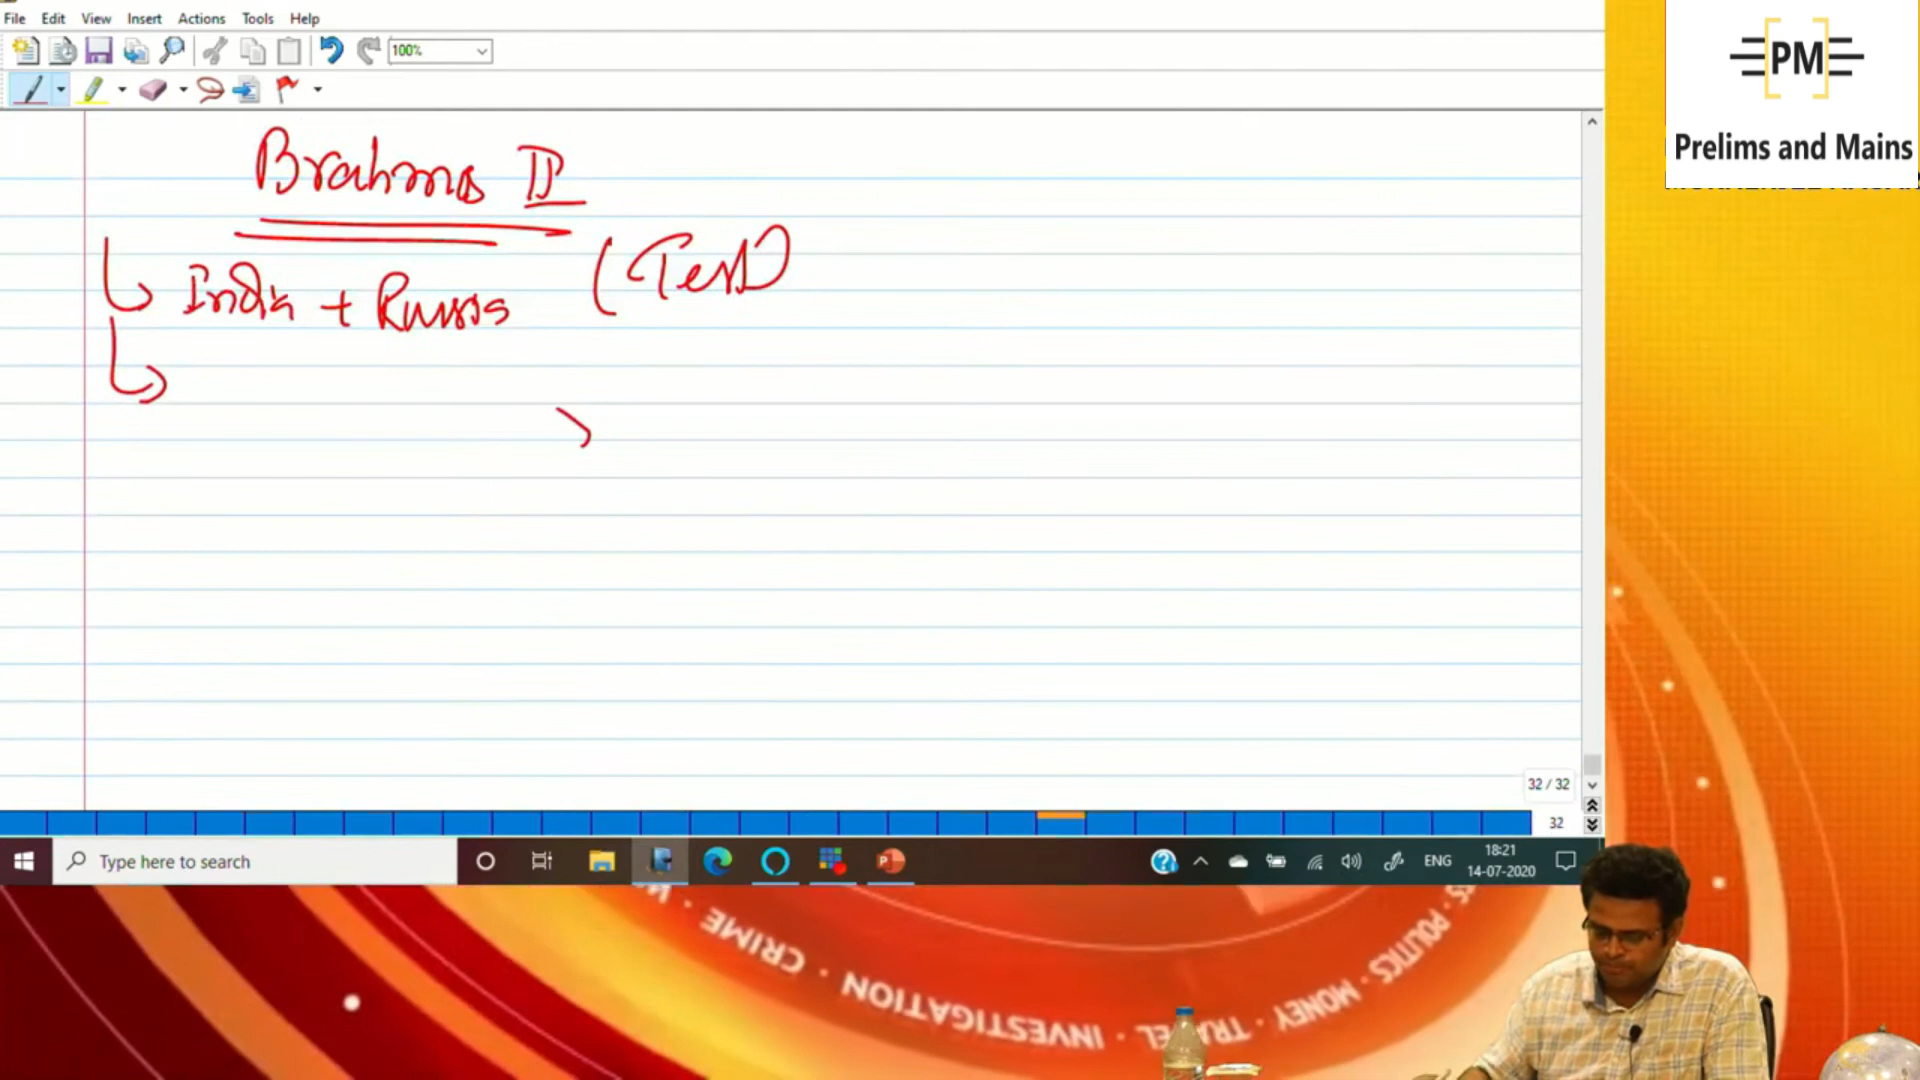 File Edit View Insert Actions Tools Help
100%
PM
Prelims and Mains
Brahmos II
India + Russia (Test)
32 / 32
32
Type here to search
ENG
18:21
14-07-2020
CRIME · INVESTIGATION · TRAVEL · MONEY · POLITICS